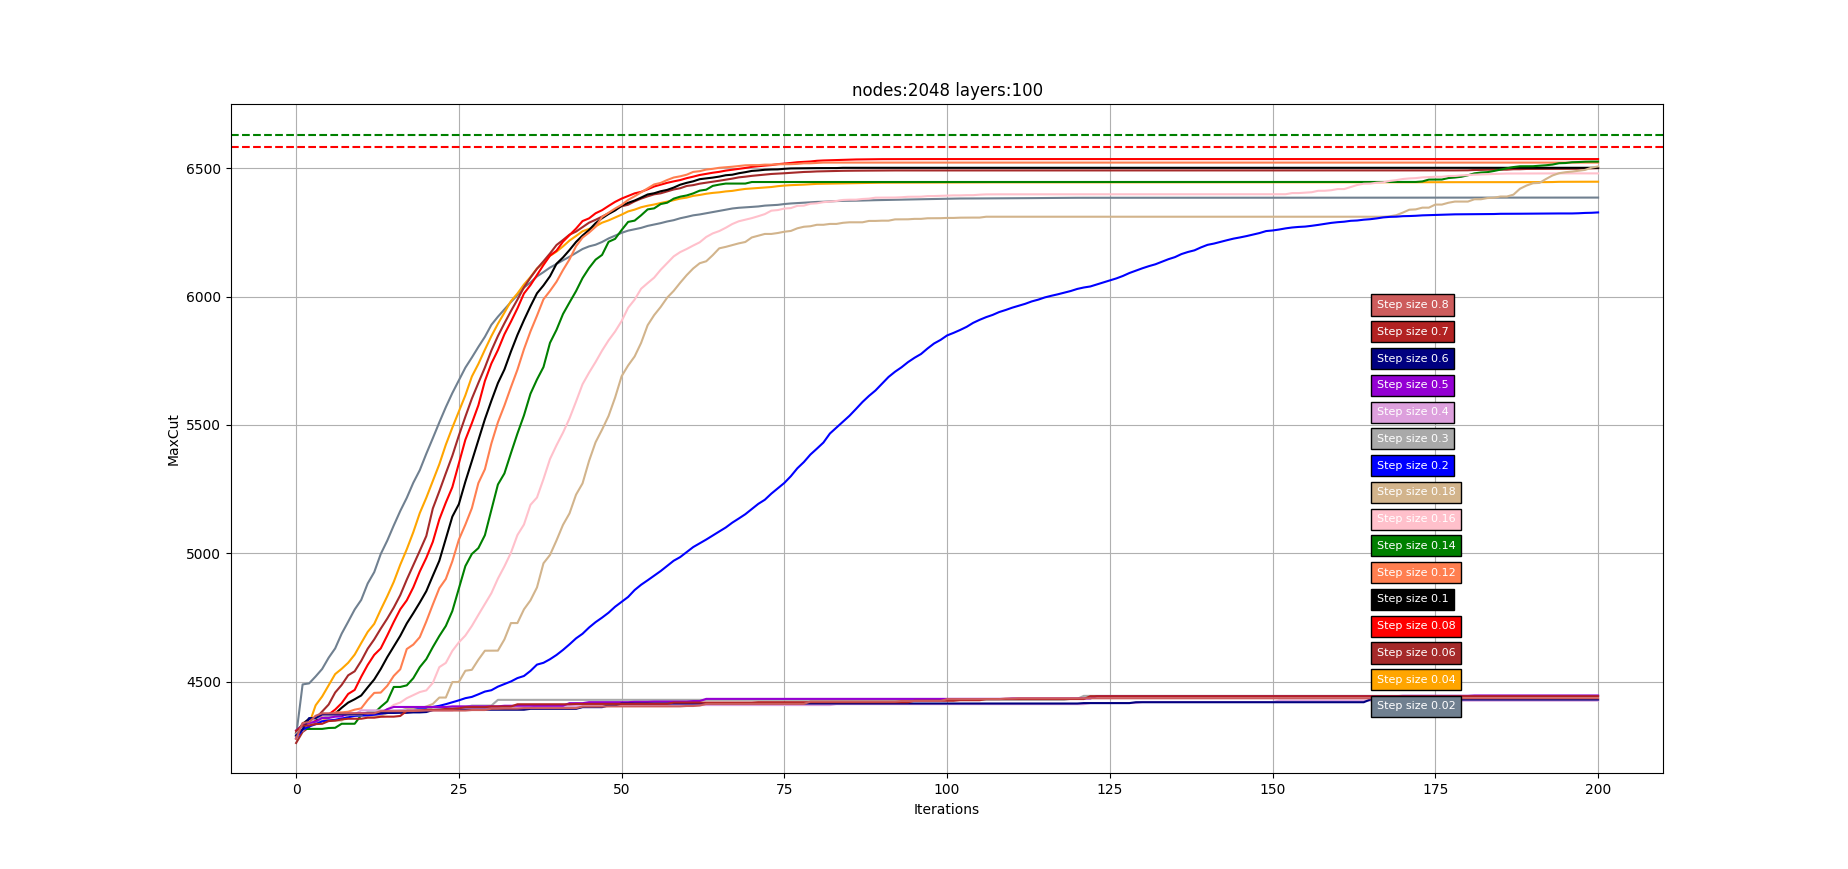 nodes:2048 layers:100
MaxCut
6500
6000
5500
5000
4500
Step size 0.8
Step size 0.7
Step size 0.6
Step size 0.5
Step size 0.4
Step size 0.3
Step size 0.2
Step size 0.18
Step size 0.16
Step size 0.14
Step size 0.12
Step size 0.1
Step size 0.08
Step size 0.06
Step size 0.04
Step size 0.02
0 25 50 75 100 125 150 175 200
Iterations